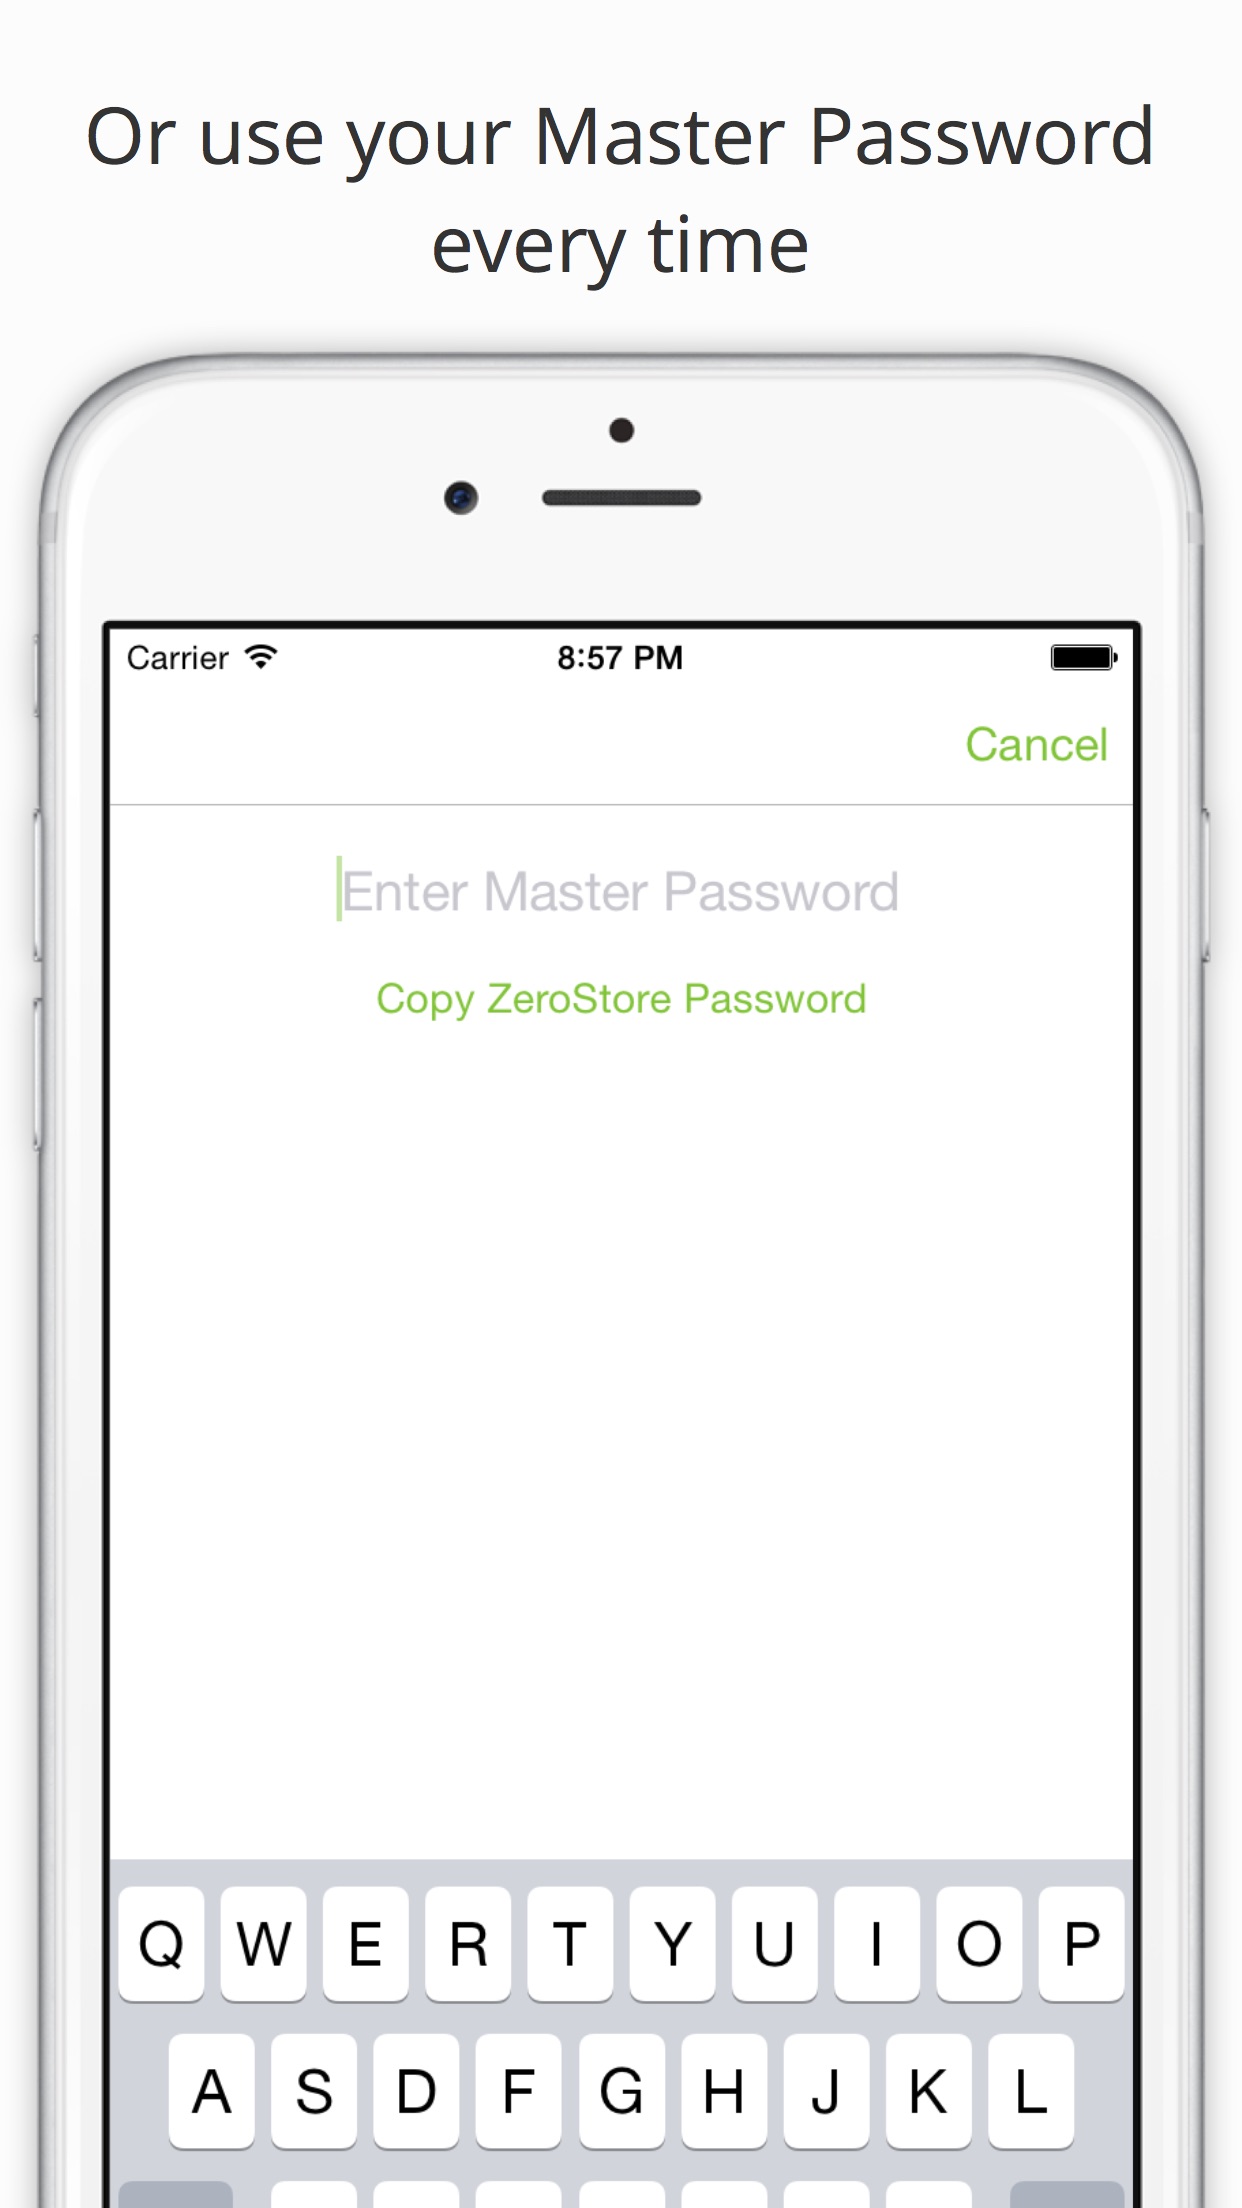 Or use your Master Password
every time
Carrier 8:57 PM
Cancel
Enter Master Password
Copy ZeroStore Password
Q W E R T Y U I O P
A S D F G H J K L